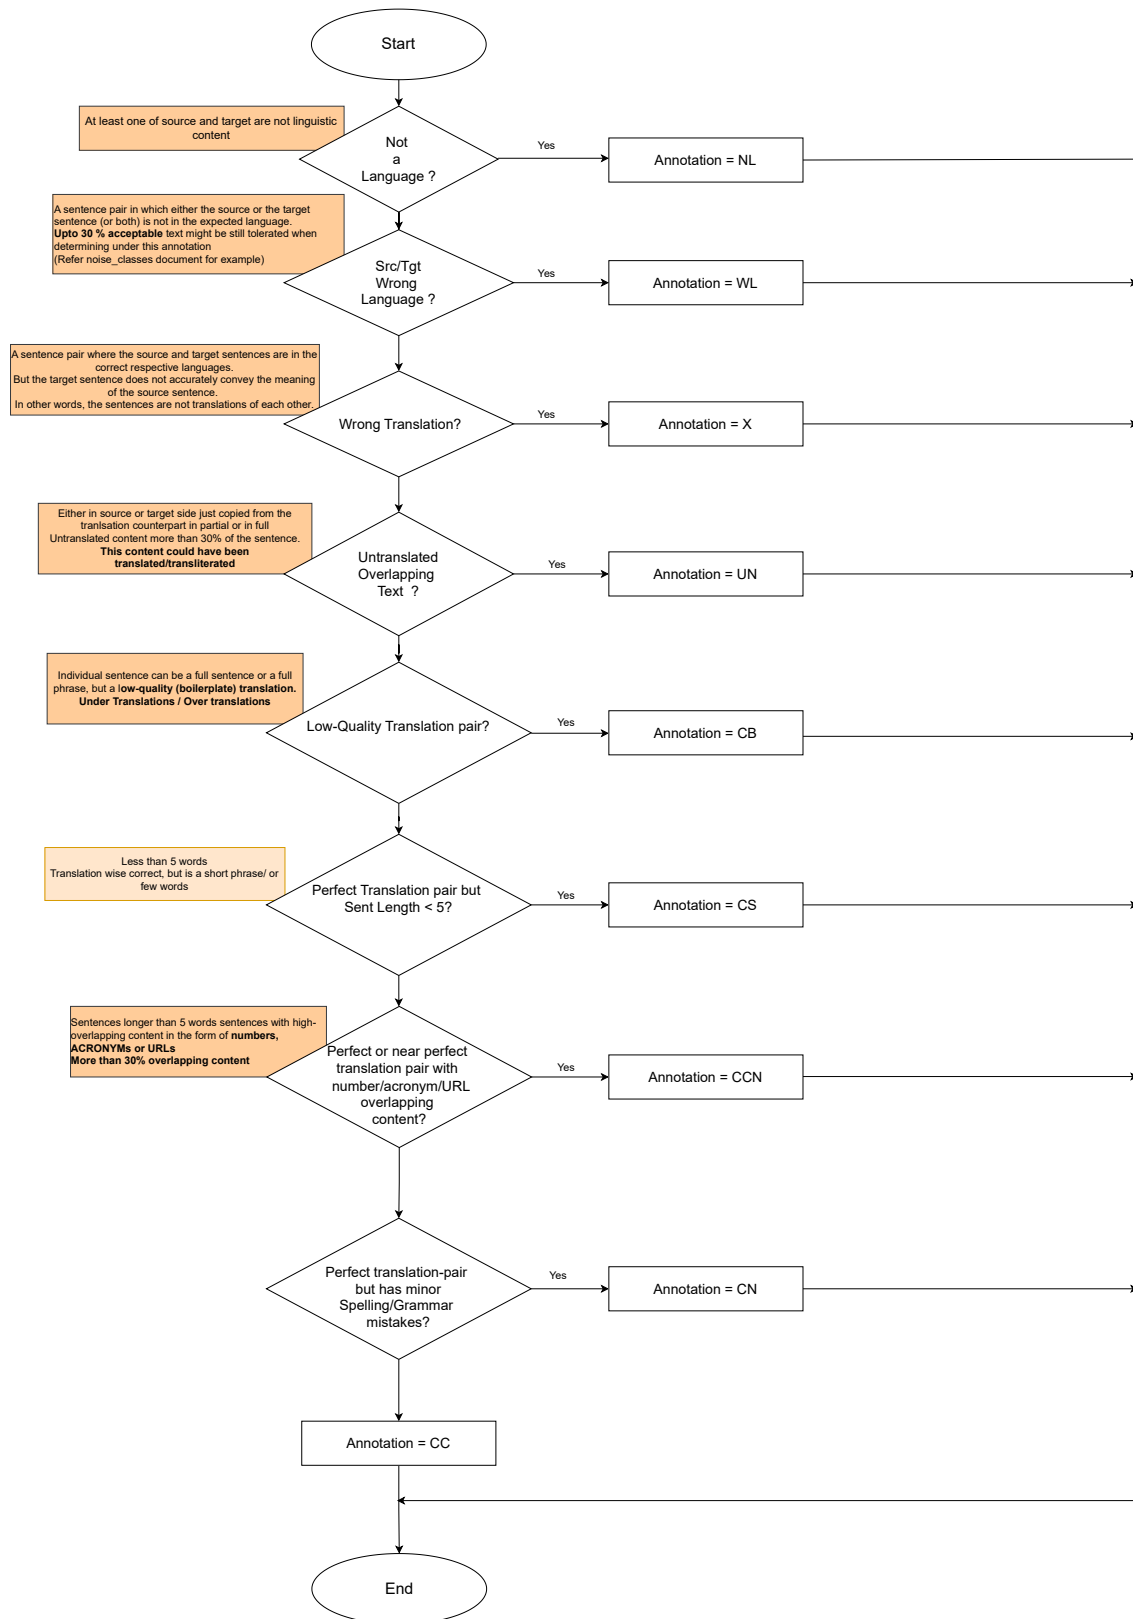 Start
At least one of source and target are not linguistic
content
Not
a
Language ?
Yes
Annotation = NL
A sentence pair in which either the source or the target
sentence (or both) is not in the expected language.
Upto 30 % acceptable text might be still tolerated when
determining under this annotation
(Refer noise_classes document for example)
Src/Tgt
Wrong
Language ?
Yes
Annotation = WL
A sentence pair where the source and target sentences are in the
correct respective languages.
But the target sentence does not accurately convey the meaning
of the source sentence.
In other words, the sentences are not translations of each other.
Wrong Translation?
Yes
Annotation = X
Either in source or target side just copied from the
tranlsation counterpart in partial or in full
Untranslated content more than 30% of the sentence.
This content could have been
translated/transliterated
Untranslated
Overlapping
Text ?
Yes
Annotation = UN
Individual sentence can be a full sentence or a full
phrase, but a low-quality (boilerplate) translation.
Under Translations / Over translations
Low-Quality Translation pair?
Yes
Annotation = CB
Less than 5 words
Translation wise correct, but is a short phrase/ or
few words
Perfect Translation pair but
Sent Length < 5?
Yes
Annotation = CS
Sentences longer than 5 words sentences with high-
overlapping content in the form of numbers,
ACRONYMs or URLs
More than 30% overlapping content
Perfect or near perfect
translation pair with
number/acronym/URL
overlapping
content?
Yes
Annotation = CCN
Perfect translation-pair
but has minor
Spelling/Grammar
mistakes?
Yes
Annotation = CN
Annotation = CC
End